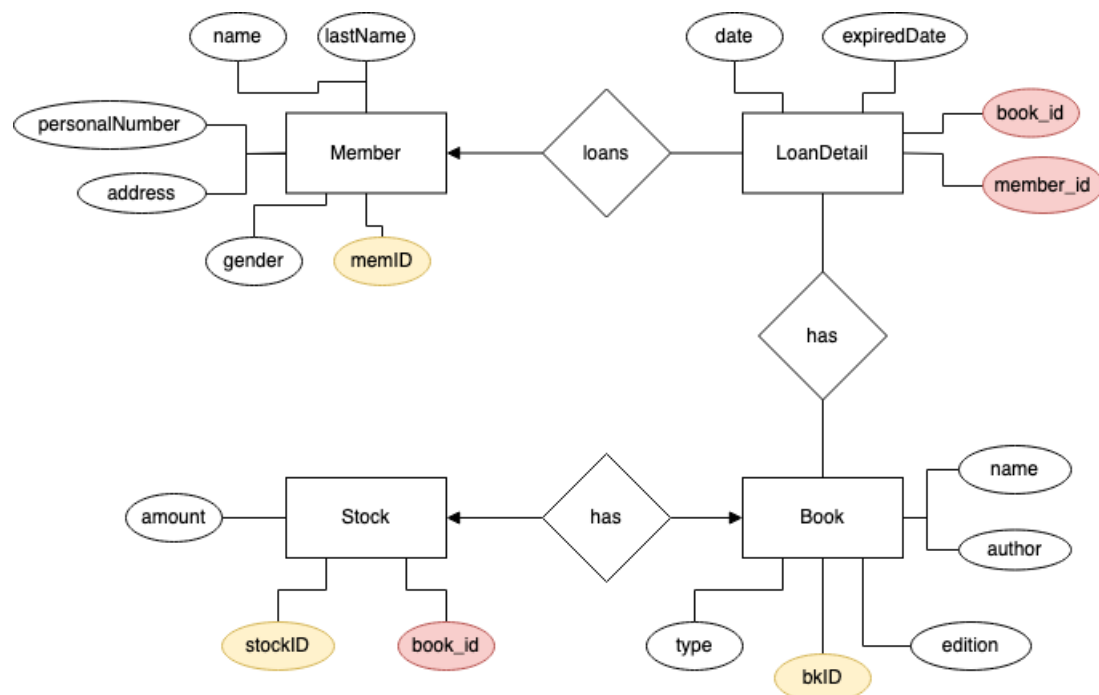 name
lastName
date
expiredDate
personalNumber
book_id
Member
loans
LoanDetail
address
member_id
gender
memID
has
name
amount
Stock
has
Book
author
stockID
book_id
type
edition
bkID